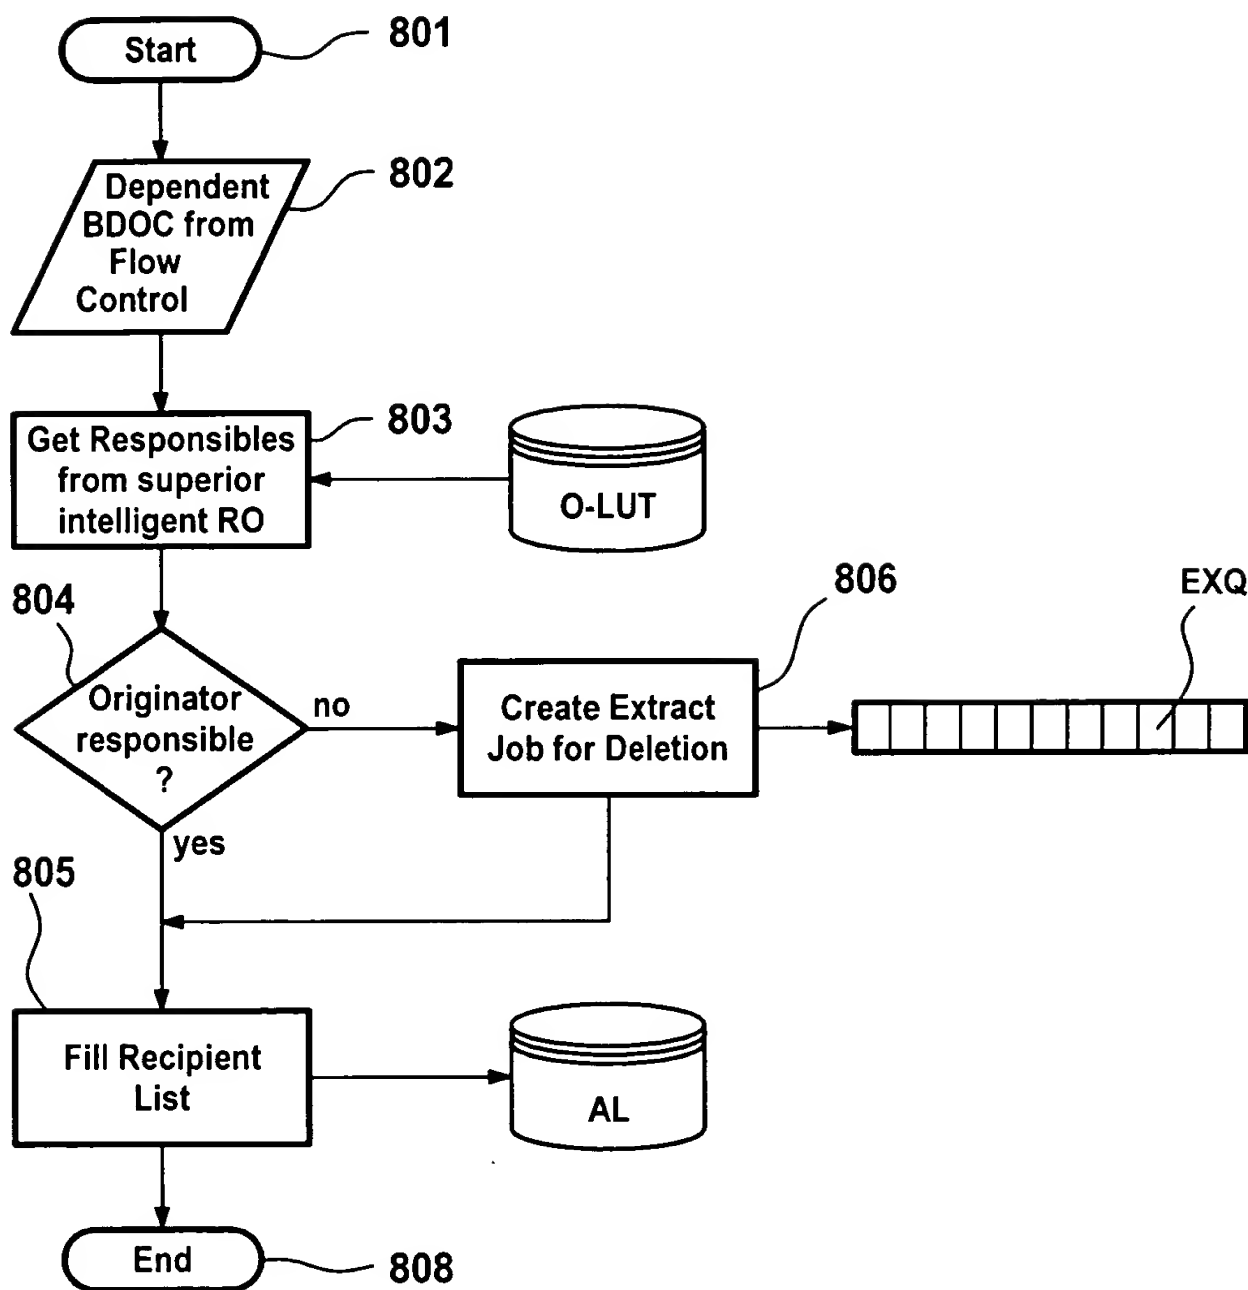 Start
801
Dependent
BDOC from
Flow
Control
802
Get Responsibles
from superior
intelligent RO
803
O-LUT
804
Originator
responsible
?
no
yes
Create Extract
Job for Deletion
806
EXQ
805
Fill Recipient
List
AL
End
808